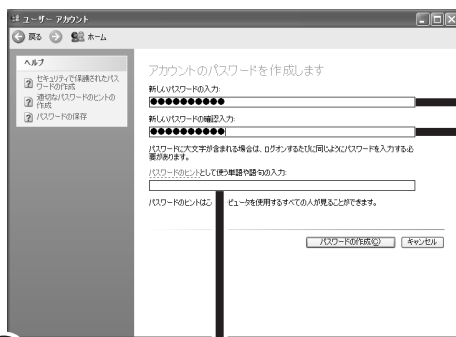 ユーザー アカウント
戻る ホーム
ヘルプ
セキュリティで保護されたパス
ワードの作成
適切なパスワードのヒントの
作成
パスワードの保存
アカウントのパスワードを作成します
新しいパスワードの入力:
●●●●●●●●●●
新しいパスワードの確認入力:
●●●●●●●●●●
パスワードに大文字が含まれる場合は、ログオンするたびに同じようにパスワードを入力する必
要があります。
パスワードのヒントとして使う単語や語句の入力:
パスワードのヒントはこ ピュータを使用するすべての人が見ることができます。
パスワードの作成(C) キャンセル